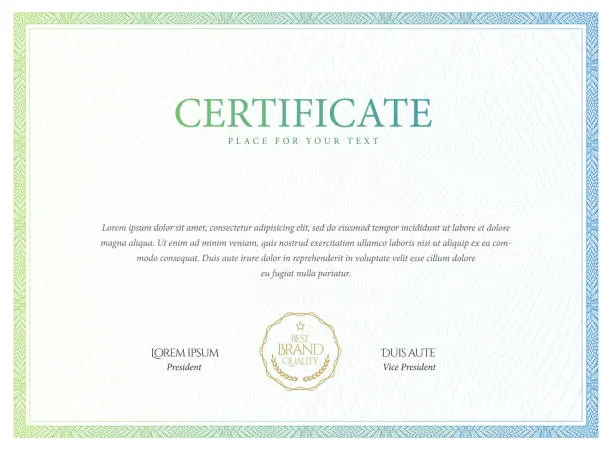 CERTIFICATE
PLACE FOR YOUR TEXT
Lorem ipsum dolor sit amet, consectetur adipisicing elit, sed do eiusmod tempor incididunt ut labore et dolore
magna aliqua. Ut enim ad minim veniam, quis nostrud exercitation ullamco laboris nisi ut aliquip ex ea com-
modo consequat. Duis aute irure dolor in reprehenderit in voluptate velit esse cillum dolore
eu fugiat nulla pariatur.
BEST
BRAND
QUALITY
LOREM IPSUM
President
DUIS AUTE
Vice President